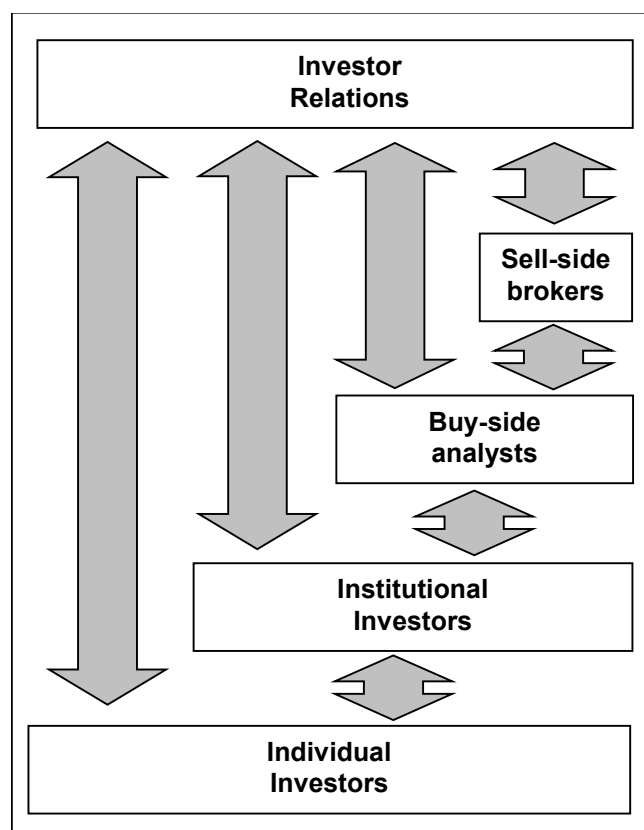 Investor
Relations
Sell-side
brokers
Buy-side
analysts
Institutional
Investors
Individual
Investors